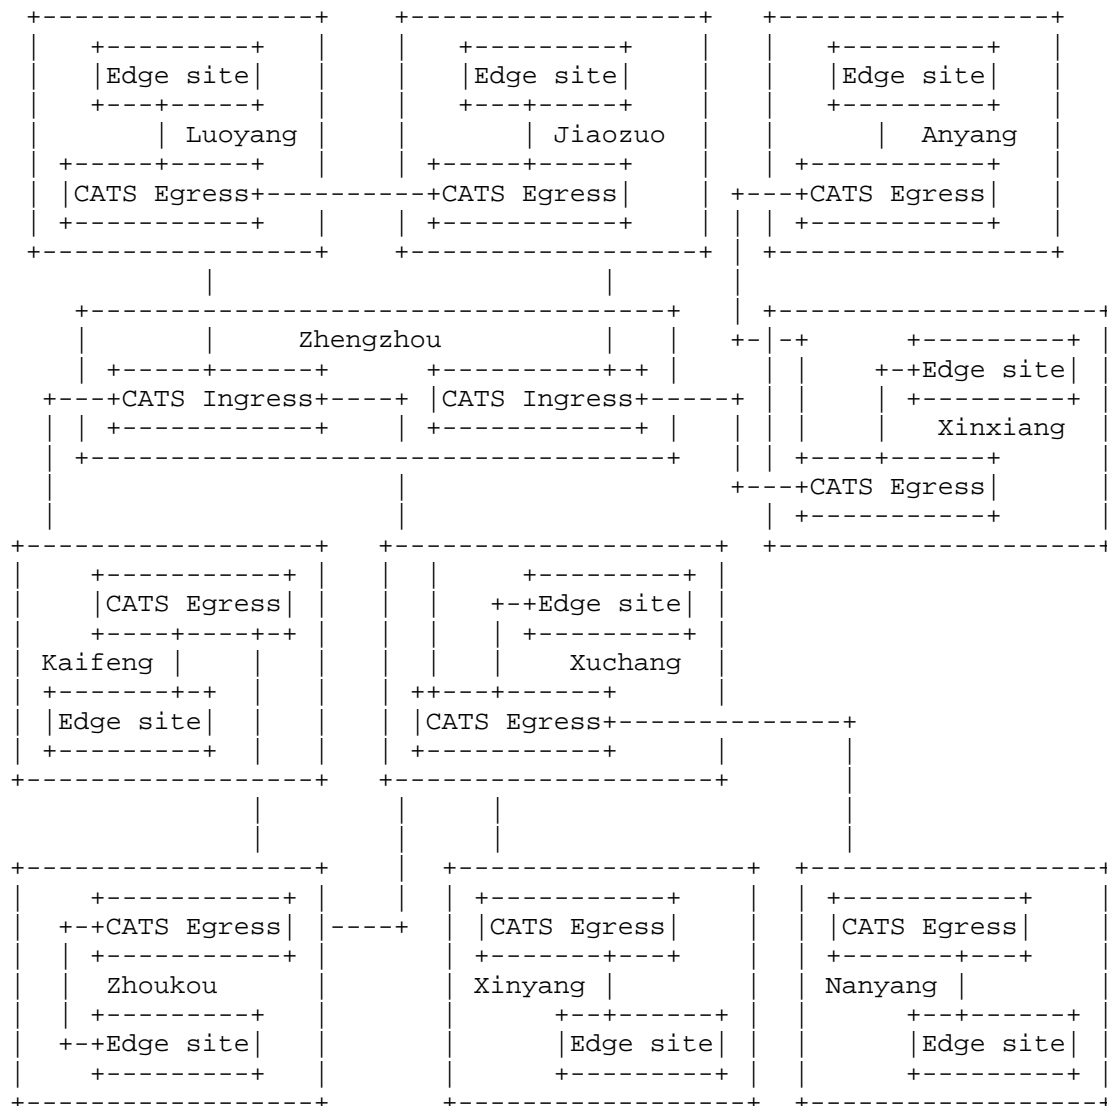 Edge site Edge site Edge site
Luoyang Jiaozuo Anyang
CATS Egress CATS Egress CATS Egress
Zhengzhou
Edge site
CATS Ingress CATS Ingress
Xinxiang
CATS Egress
CATS Egress Edge site
Kaifeng Xuchang
Edge site CATS Egress
CATS Egress CATS Egress CATS Egress
Zhoukou Xinyang Nanyang
Edge site Edge site Edge site